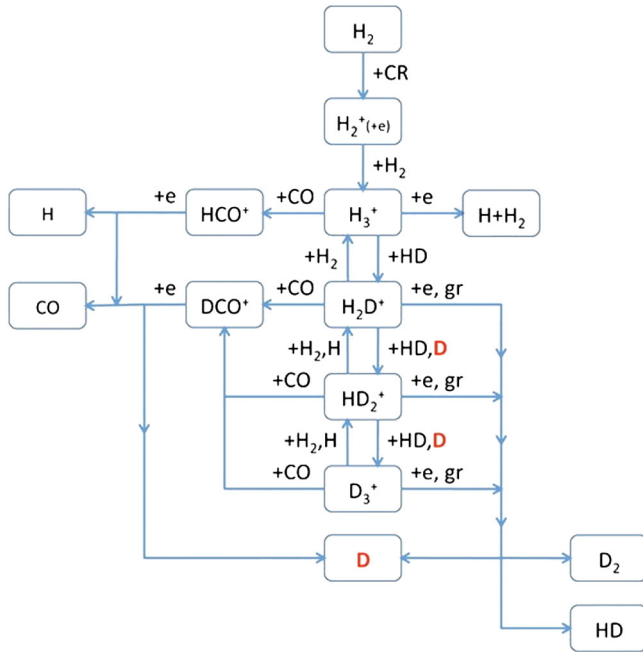 H₂
+CR
H₂⁺(+e)
+H₂
H +e HCO⁺ +CO H₃⁺ +e H+H₂
+H₂ +HD
CO +e DCO⁺ +CO H₂D⁺ +e, gr
+H₂,H +HD,D
+CO HD₂⁺ +e, gr
+H₂,H +HD,D
+CO D₃⁺ +e, gr
D D₂
HD